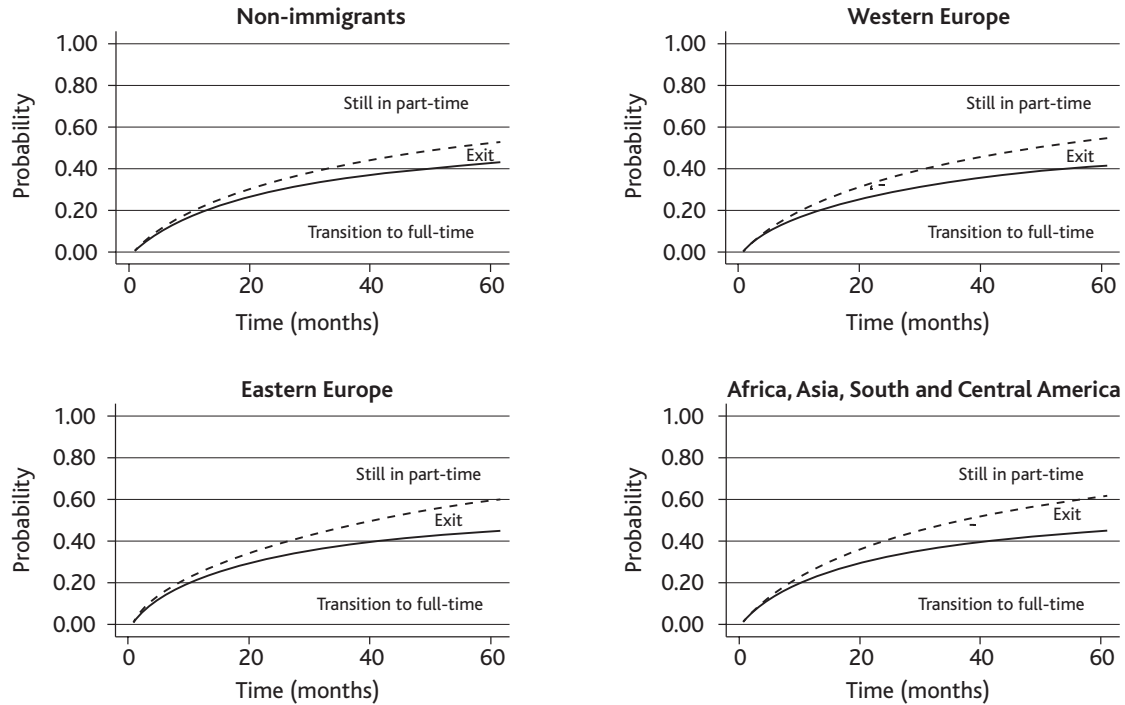 Non-immigrants
1.00
0.80
0.60
0.40
0.20
0.00
Probability
Still in part-time
Exit
Transition to full-time
0 20 40 60
Time (months)
Western Europe
1.00
0.80
0.60
0.40
0.20
0.00
Probability
Still in part-time
Exit
Transition to full-time
0 20 40 60
Time (months)
Eastern Europe
1.00
0.80
0.60
0.40
0.20
0.00
Probability
Still in part-time
Exit
Transition to full-time
0 20 40 60
Time (months)
Africa, Asia, South and Central America
1.00
0.80
0.60
0.40
0.20
0.00
Probability
Still in part-time
Exit
Transition to full-time
0 20 40 60
Time (months)